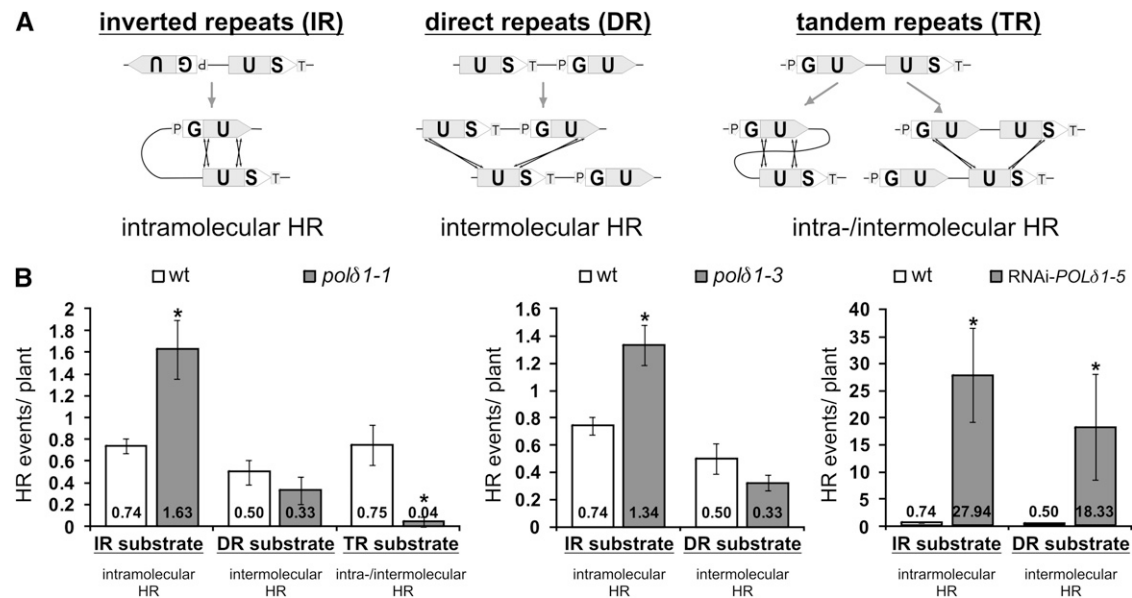 A
inverted repeats (IR) direct repeats (DR) tandem repeats (TR)
U G P U S T U S T P G U P G U U S T
P G U U S T P G U P G U U S T
U S T U S T P G U U S T P G U U S T
intramolecular HR intermolecular HR intra-/intermolecular HR
B
wt polδ1-1
HR events/ plant
2
1.8
1.6
1.4
1.2
1
0.8
0.6
0.4
0.2
0
* *
0.74 1.63 0.50 0.33 0.75 0.04
IR substrate DR substrate TR substrate
intramolecular intermolecular intra-/intermolecular
HR HR HR
wt polδ1-3
HR events/ plant
1.6
1.4
1.2
1
0.8
0.6
0.4
0.2
0
*
0.74 1.34 0.50 0.33
IR substrate DR substrate
intramolecular intermolecular
HR HR
wt RNAi-POLδ1-5
HR events/ plant
40
35
30
25
20
15
10
5
0
* *
0.74 27.94 0.50 18.33
IR substrate DR substrate
intramolecular intermolecular
HR HR